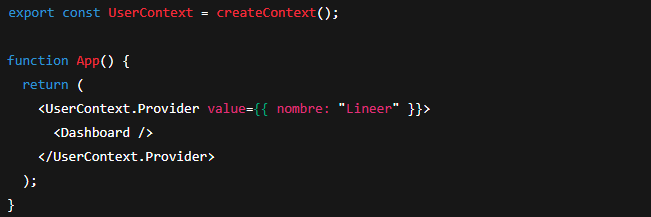 export const UserContext = createContext();
function App() {
return (
<UserContext.Provider value={{ nombre: "Lineer" }}>
<Dashboard />
</UserContext.Provider>
);
}